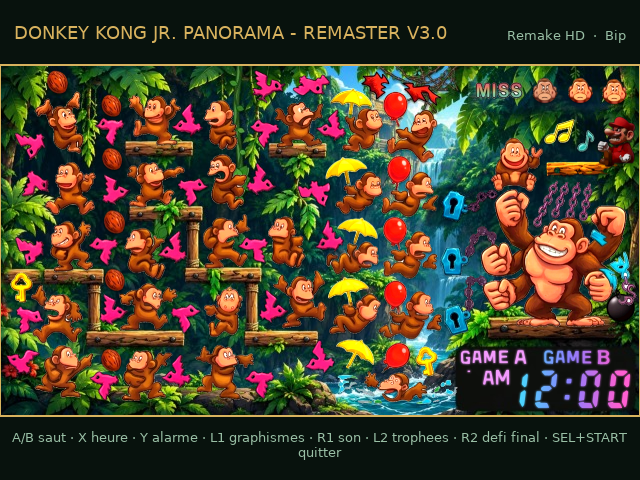 DONKEY KONG JR. PANORAMA - REMASTER V3.0
Remake HD · Bip
MISS
GAME A GAME B
AM 12:00
A/B saut · X heure · Y alarme · L1 graphismes · R1 son · L2 trophees · R2 defi final · SEL+START
quitter